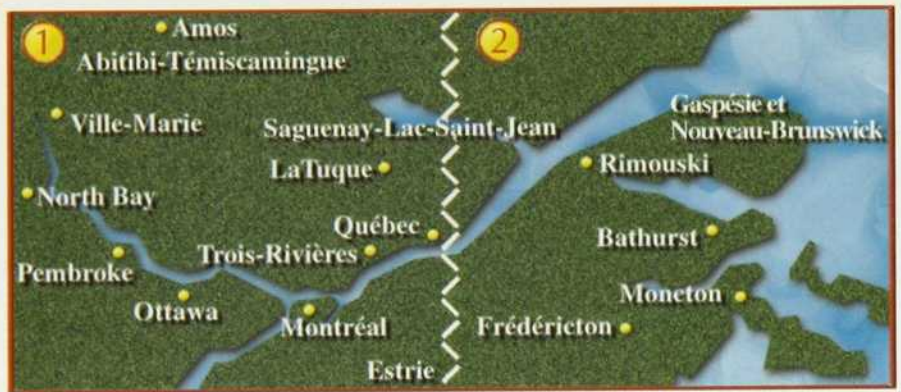 1
Amos
Abitibi-Témiscamingue
Ville-Marie
Saguenay-Lac-Saint-Jean
LaTuque
North Bay
Québec
Trois-Rivières
Pembroke
Ottawa
Montréal
Estrie
2
Gaspésie et
Nouveau-Brunswick
Rimouski
Bathurst
Moncton
Frédéricton